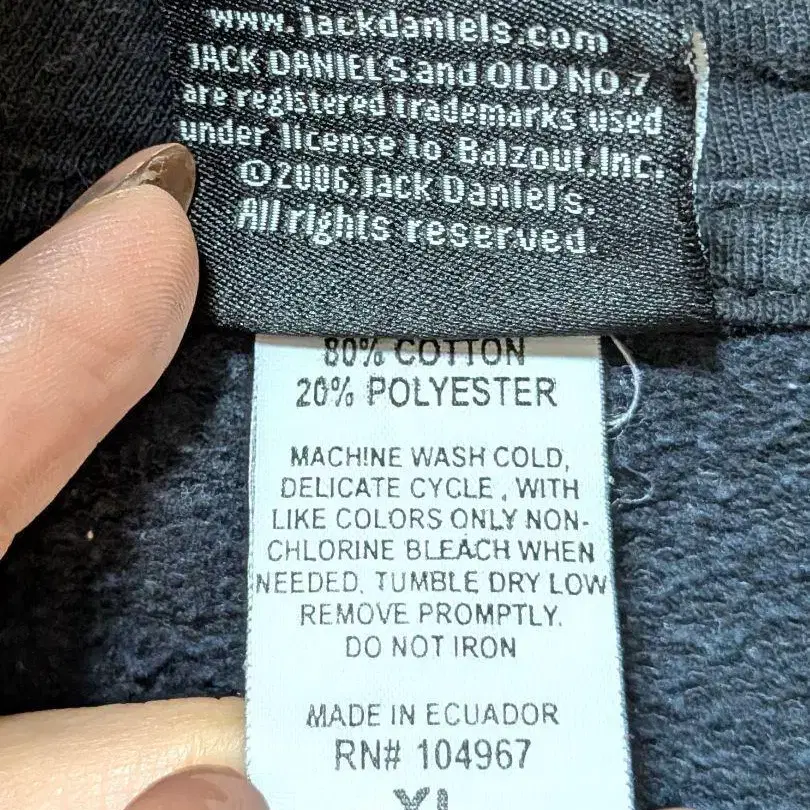 www.jackdaniels.com
JACK DANIEL'S and OLD NO.7
are registered trademarks used
under license to Balzout,Inc.
©2006,Jack Daniel's.
All rights reserved.
80% COTTON
20% POLYESTER
MACHINE WASH COLD,
DELICATE CYCLE , WITH
LIKE COLORS ONLY NON-
CHLORINE BLEACH WHEN
NEEDED. TUMBLE DRY LOW
REMOVE PROMPTLY.
DO NOT IRON
MADE IN ECUADOR
RN# 104967
XL